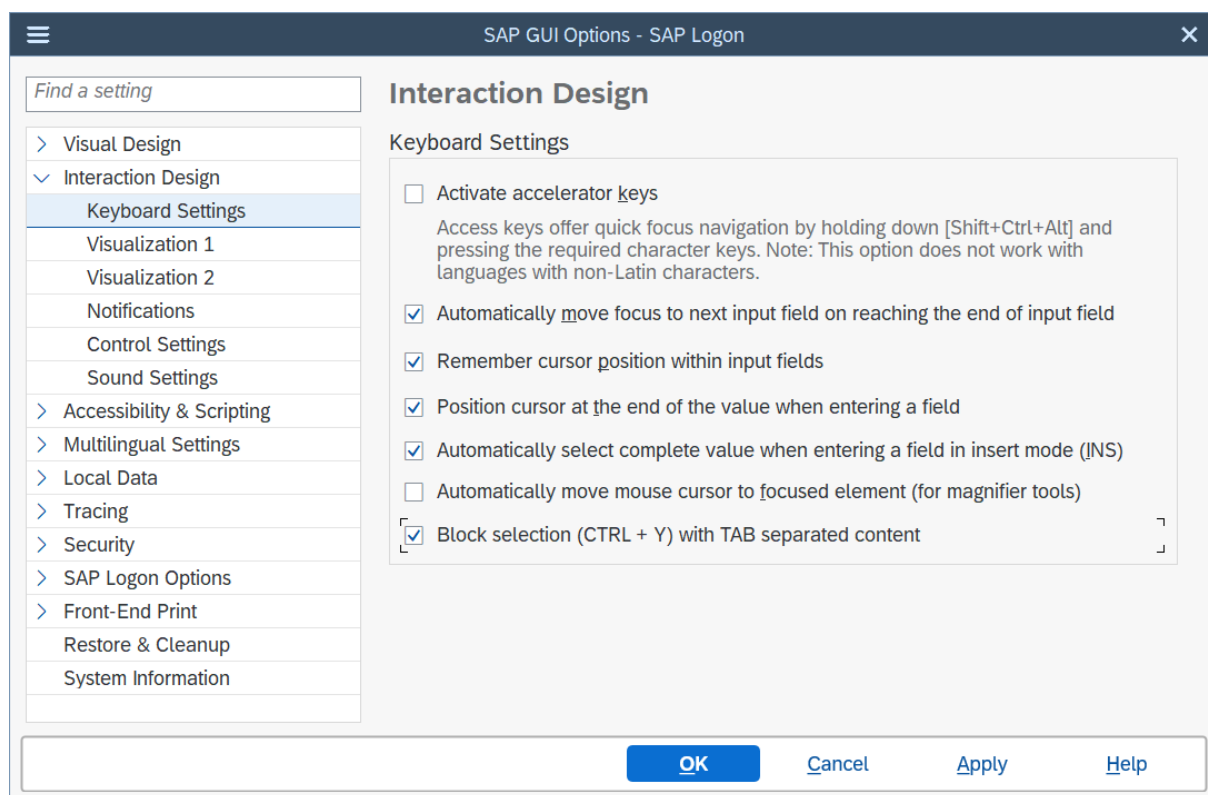 SAP GUI Options - SAP Logon
Find a setting
Visual Design
Interaction Design
Keyboard Settings
Visualization 1
Visualization 2
Notifications
Control Settings
Sound Settings
Accessibility & Scripting
Multilingual Settings
Local Data
Tracing
Security
SAP Logon Options
Front-End Print
Restore & Cleanup
System Information
Interaction Design
Keyboard Settings
Activate accelerator keys
Access keys offer quick focus navigation by holding down [Shift+Ctrl+Alt] and
pressing the required character keys. Note: This option does not work with
languages with non-Latin characters.
Automatically move focus to next input field on reaching the end of input field
Remember cursor position within input fields
Position cursor at the end of the value when entering a field
Automatically select complete value when entering a field in insert mode (INS)
Automatically move mouse cursor to focused element (for magnifier tools)
Block selection (CTRL + Y) with TAB separated content
OK Cancel Apply Help